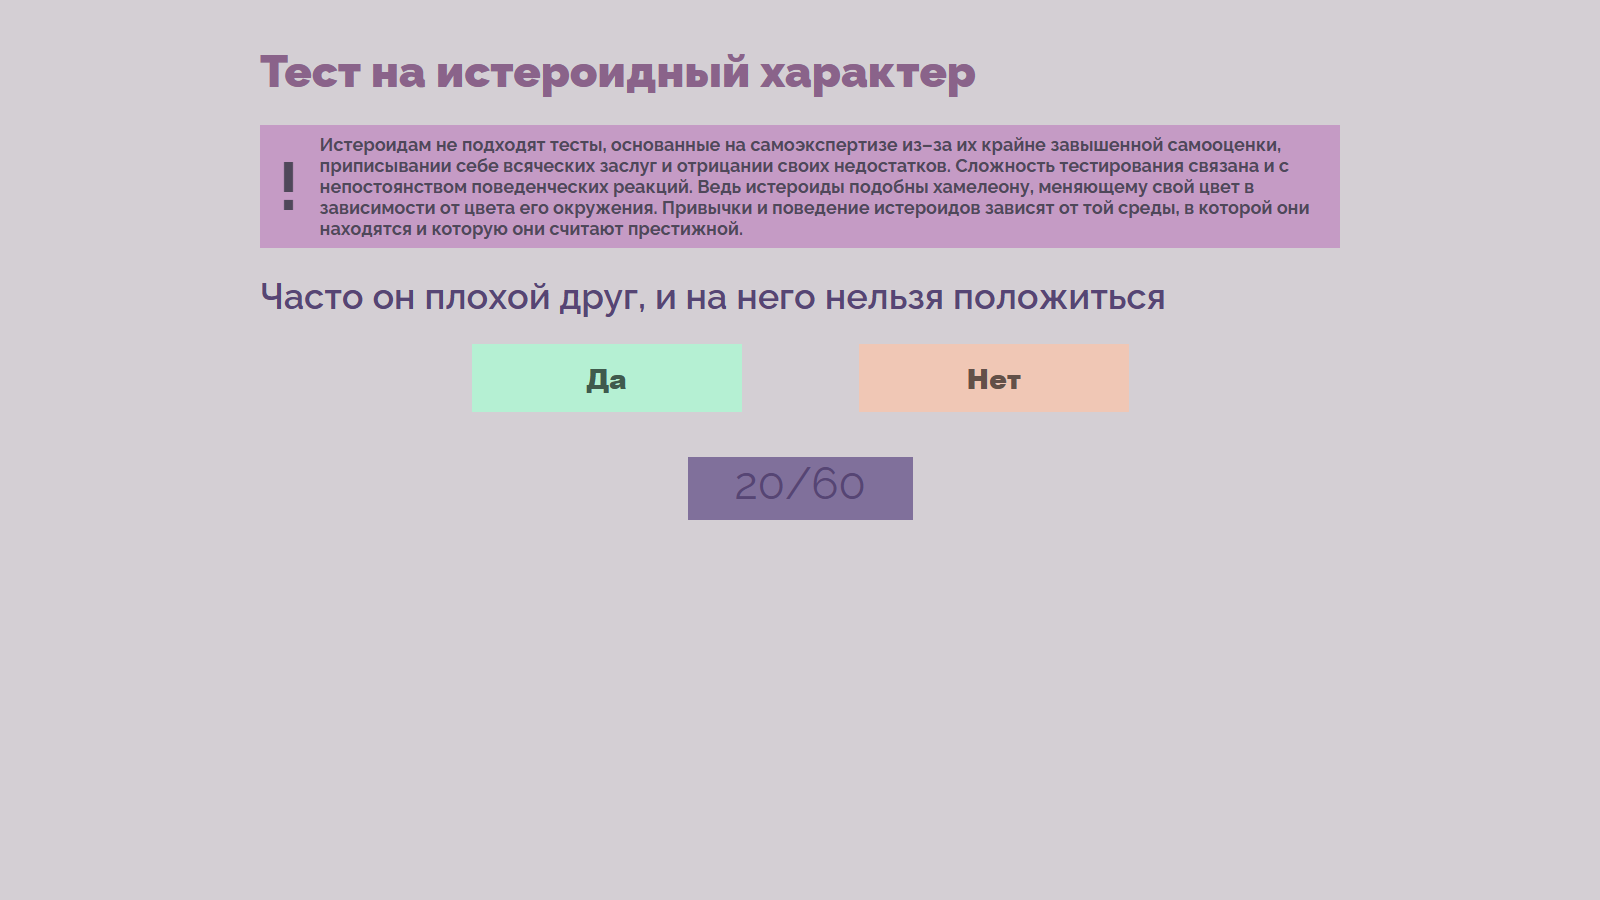 Тест на истероидный характер
!
Истероидам не подходят тесты, основанные на самоэкспертизе из-за их крайне завышенной самооценки,
приписывании себе всяческих заслуг и отрицании своих недостатков. Сложность тестирования связана и с
непостоянством поведенческих реакций. Ведь истероиды подобны хамелеону, меняющему свой цвет в
зависимости от цвета его окружения. Привычки и поведение истероидов зависят от той среды, в которой они
находятся и которую они считают престижной.
Часто он плохой друг, и на него нельзя положиться
Да
Нет
20/60